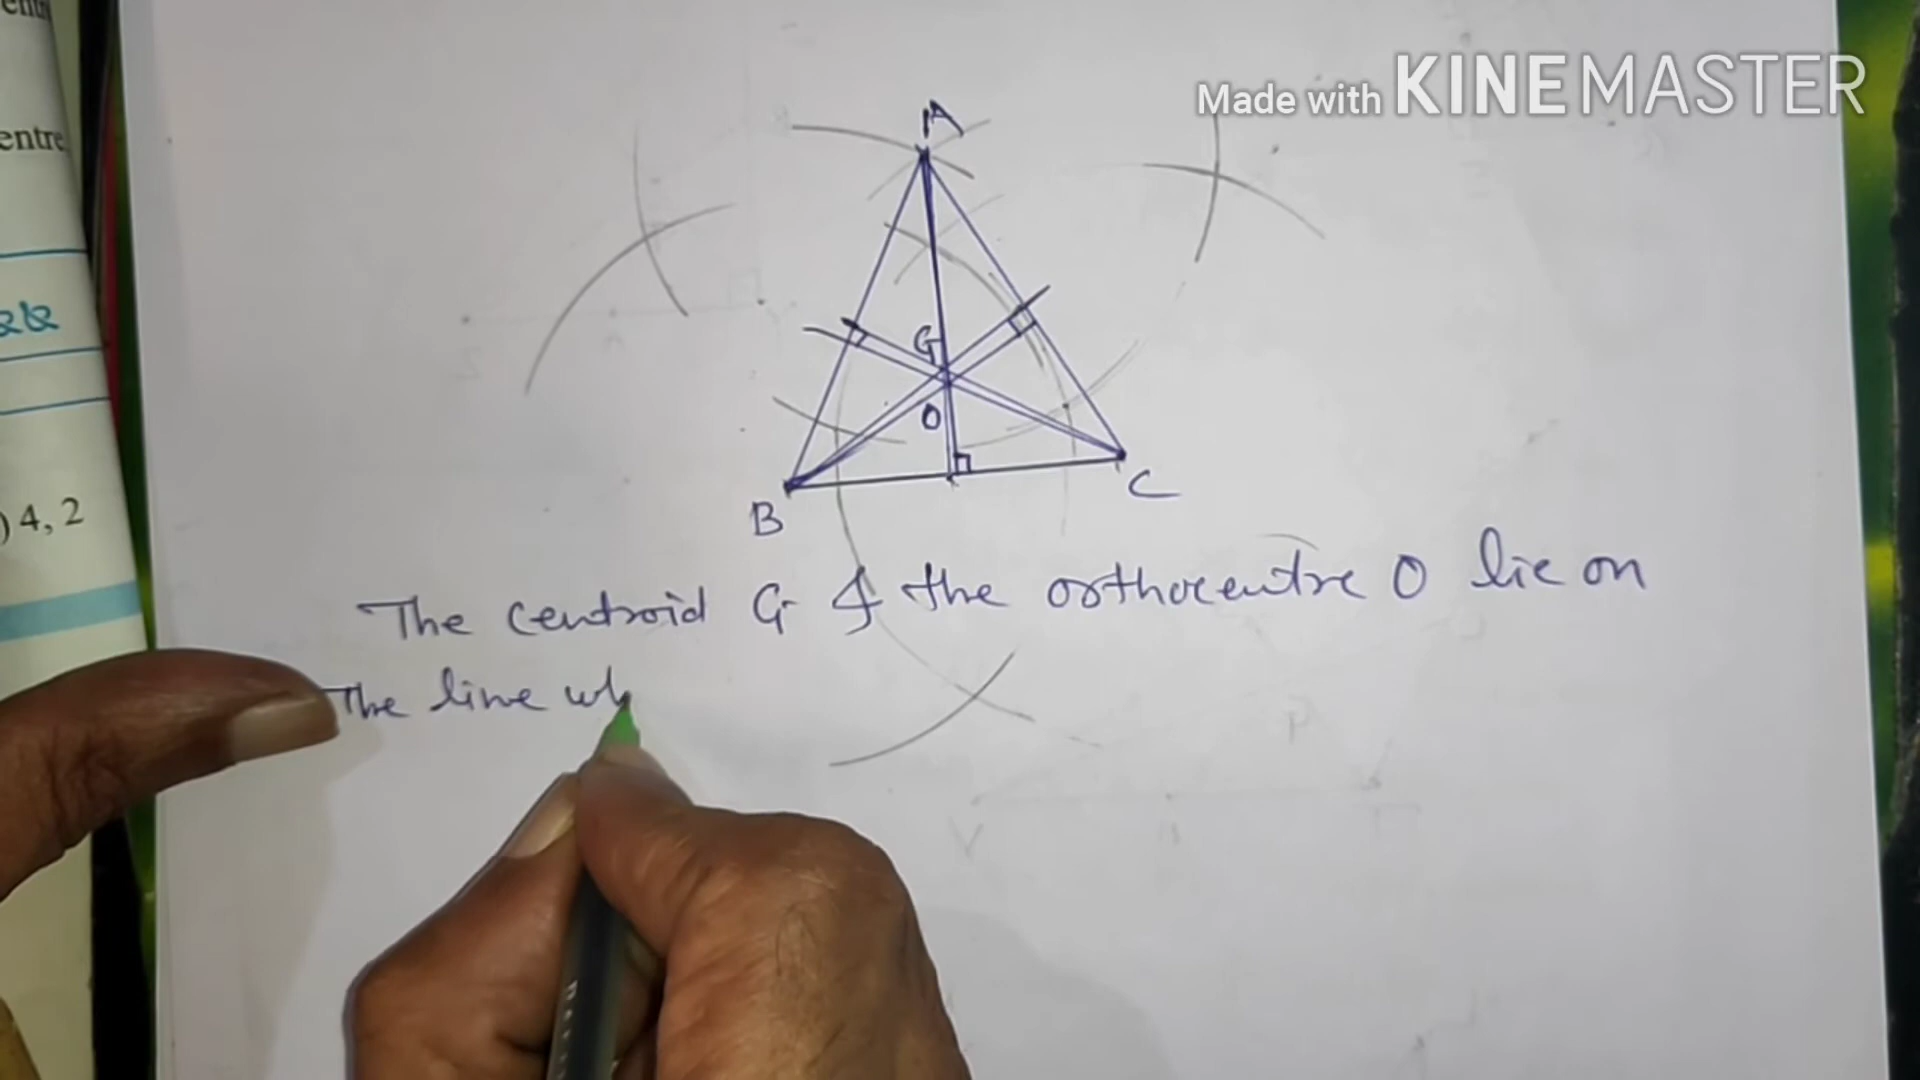 entre
) 4, 2
Made with KINEMASTER
A
G
O
B
C
The centroid G & the orthocentre O lie on
The line wh
P